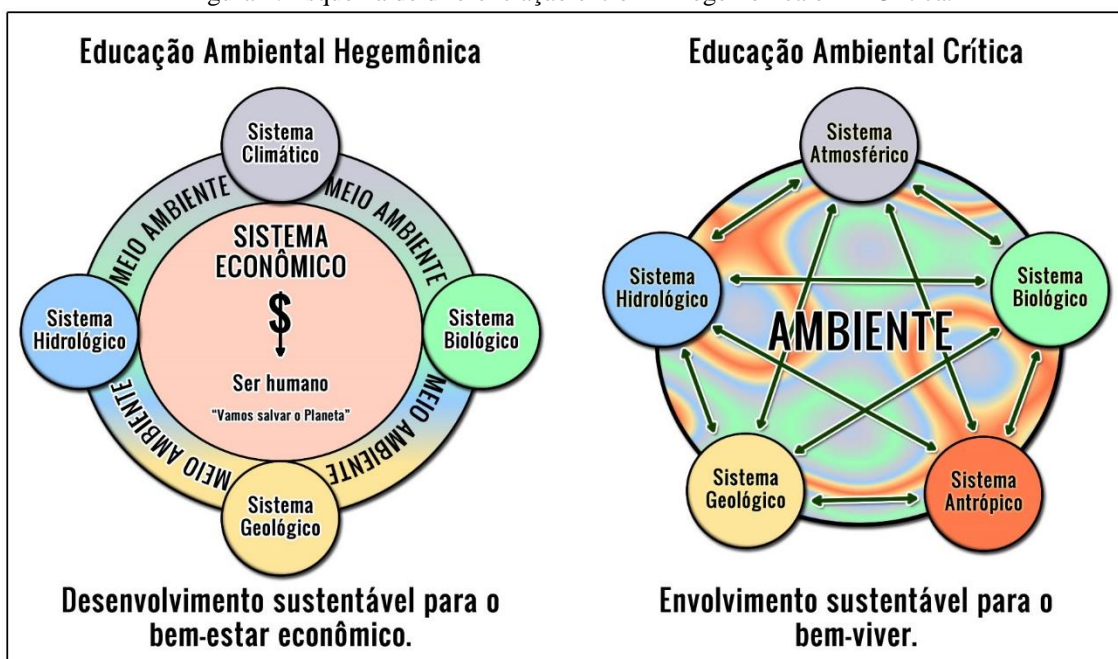 Educação Ambiental Hegemônica
Sistema
Climático
MEIO AMBIENTE
MEIO AMBIENTE
SISTEMA
ECONÔMICO
$
Sistema
Hidrológico
Sistema
Biológico
Ser humano
"Vamos salvar o Planeta"
MEIO AMBIENTE
MEIO AMBIENTE
Sistema
Geológico
Desenvolvimento sustentável para o
bem-estar econômico.
Educação Ambiental Crítica
Sistema
Atmosférico
Sistema
Hidrológico
Sistema
Biológico
AMBIENTE
Sistema
Geológico
Sistema
Antrópico
Envolvimento sustentável para o
bem-viver.